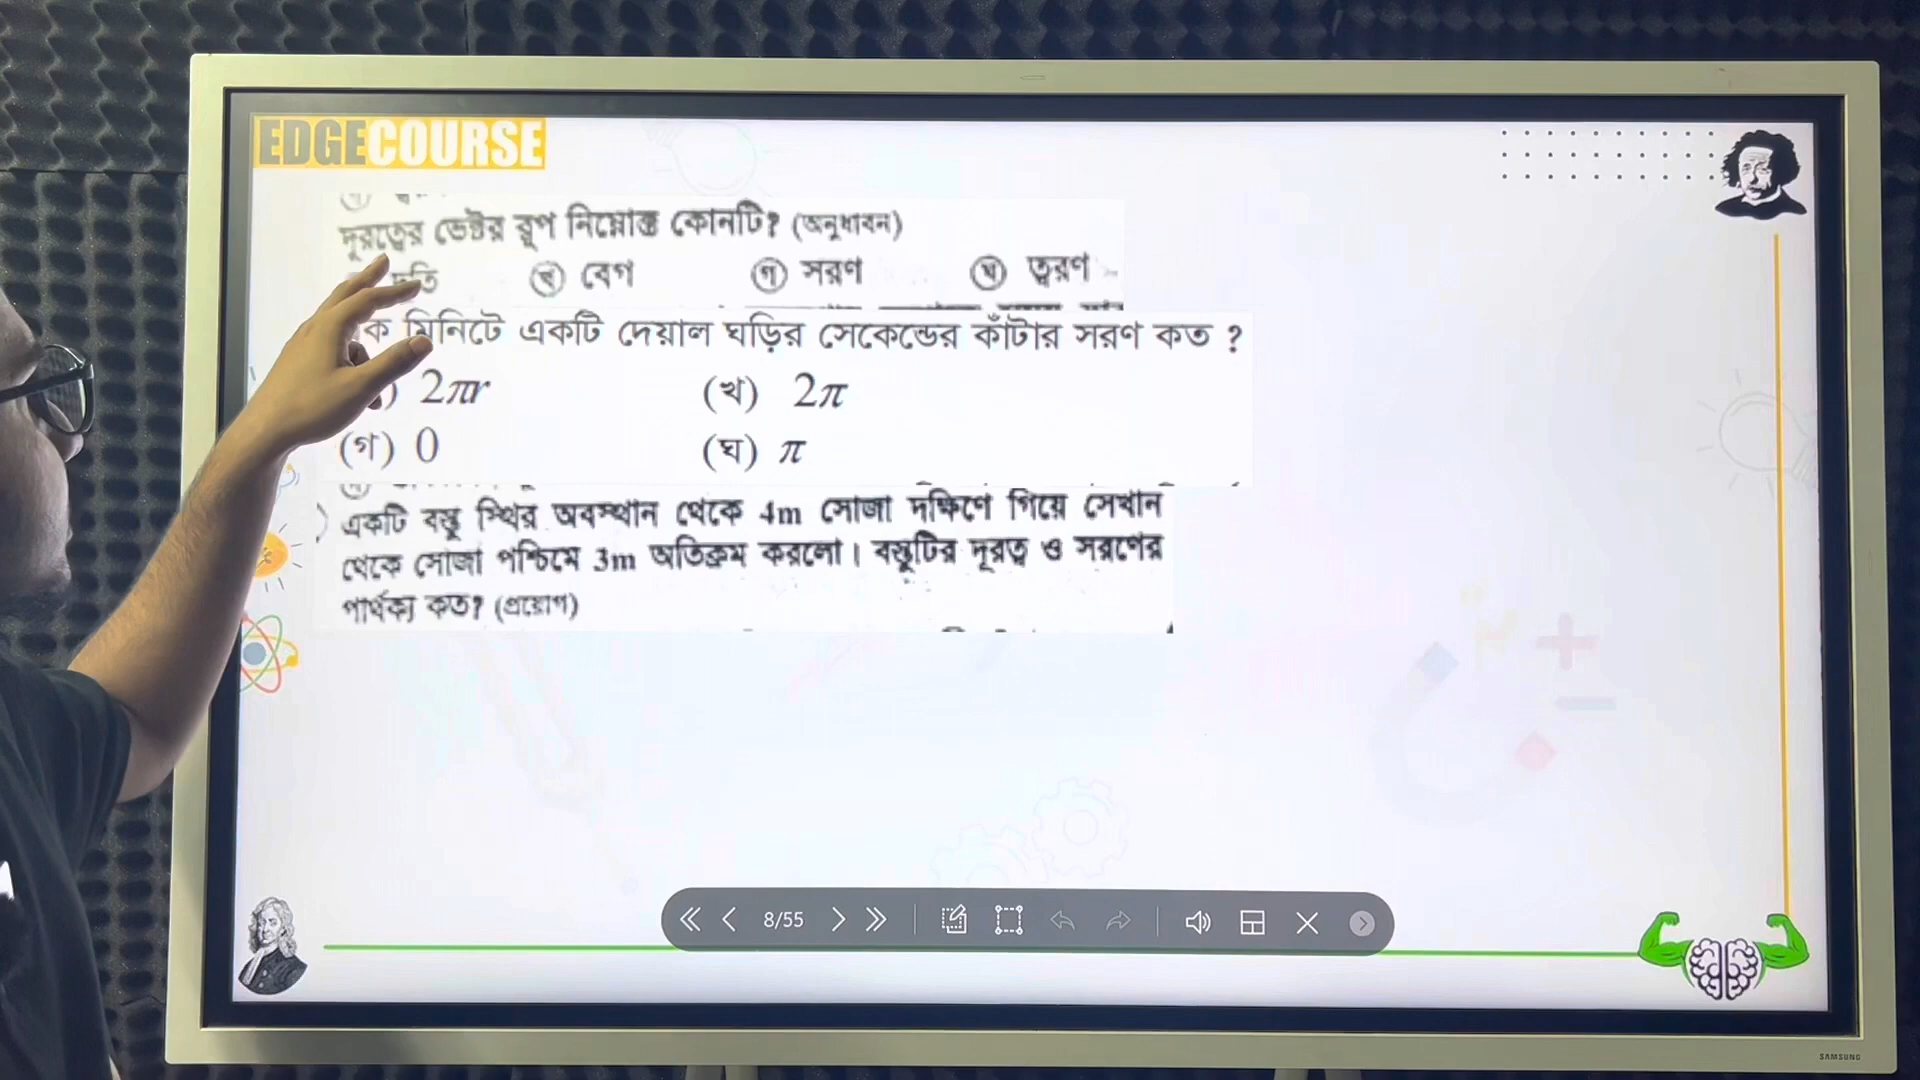 EDGECOURSE
দূরত্বের ভেক্টর রূপ নিম্নোক্ত কোনটি? (অনুধাবন)
খ বেগ গ সরণ ঘ ত্বরণ
মিনিটে একটি দেয়াল ঘড়ির সেকেন্ডের কাঁটার সরণ কত ?
2πr (খ) 2π
(গ) 0 (ঘ) π
একটি বস্তু স্থির অবস্থান থেকে 4m সোজা দক্ষিণে গিয়ে সেখান
থেকে সোজা পশ্চিমে 3m অতিক্রম করলো। বস্তুটির দূরত্ব ও সরণের
পার্থক্য কত? (প্রয়োগ)
8/55
SAMSUNG